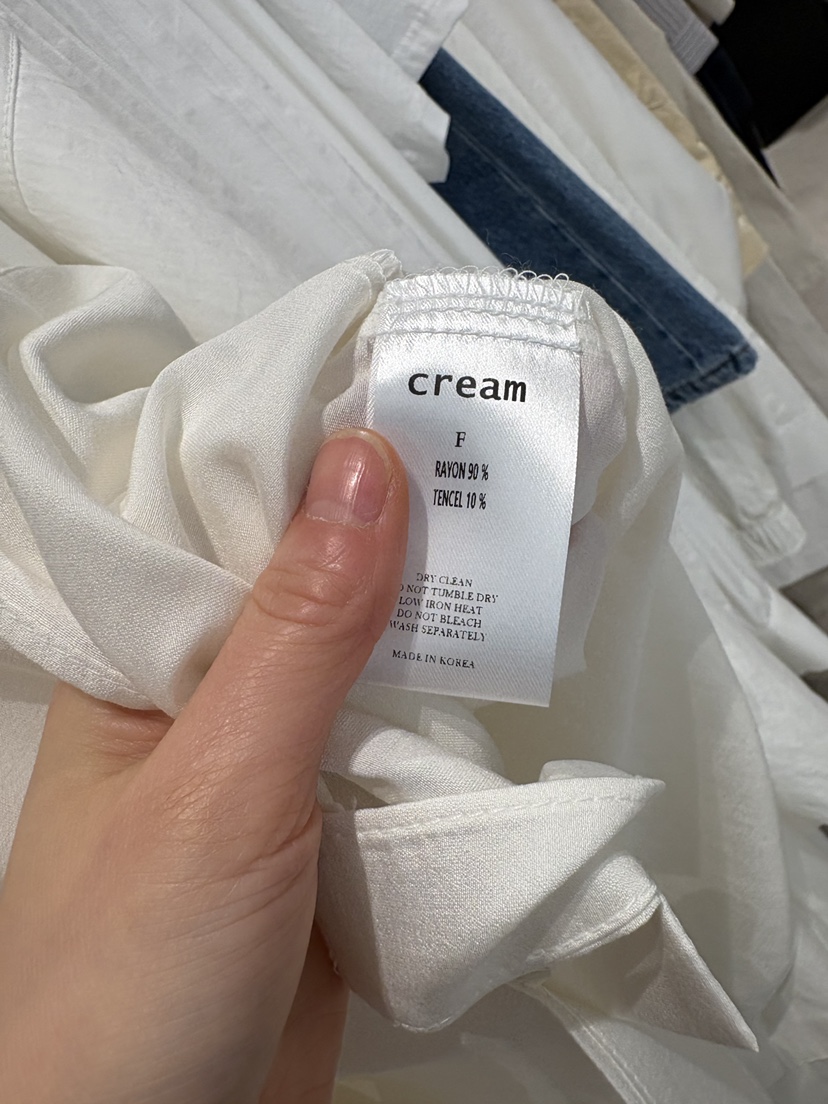 cream
F
RAYON 90 %
TENCEL 10 %
DRY CLEAN
NOT TUMBLE DRY
LOW IRON HEAT
DO NOT BLEACH
WASH SEPARATELY
MADE IN KOREA